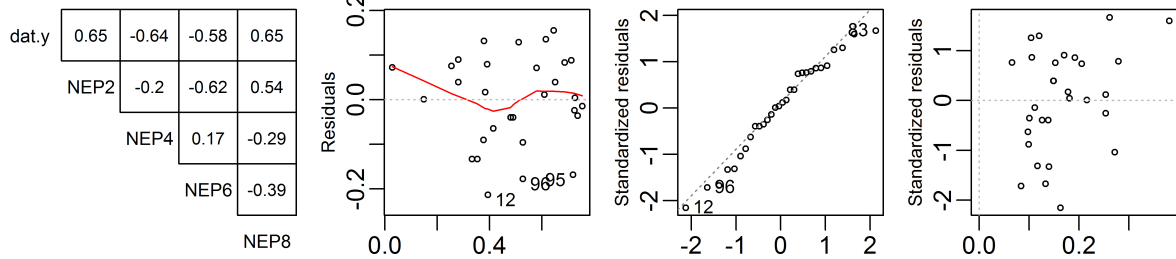 dat.y 0.65 -0.64 -0.58 0.65
NEP2 -0.2 -0.62 0.54
NEP4 0.17 -0.29
NEP6 -0.39
NEP8
Residuals
0.2
0.0
-0.2
12 96 95
0.0 0.4
Standardized residuals
2
1
0
-1
-2
83
96
12
-2 -1 0 1 2
Standardized residuals
1
0
-1
-2
0.0 0.2